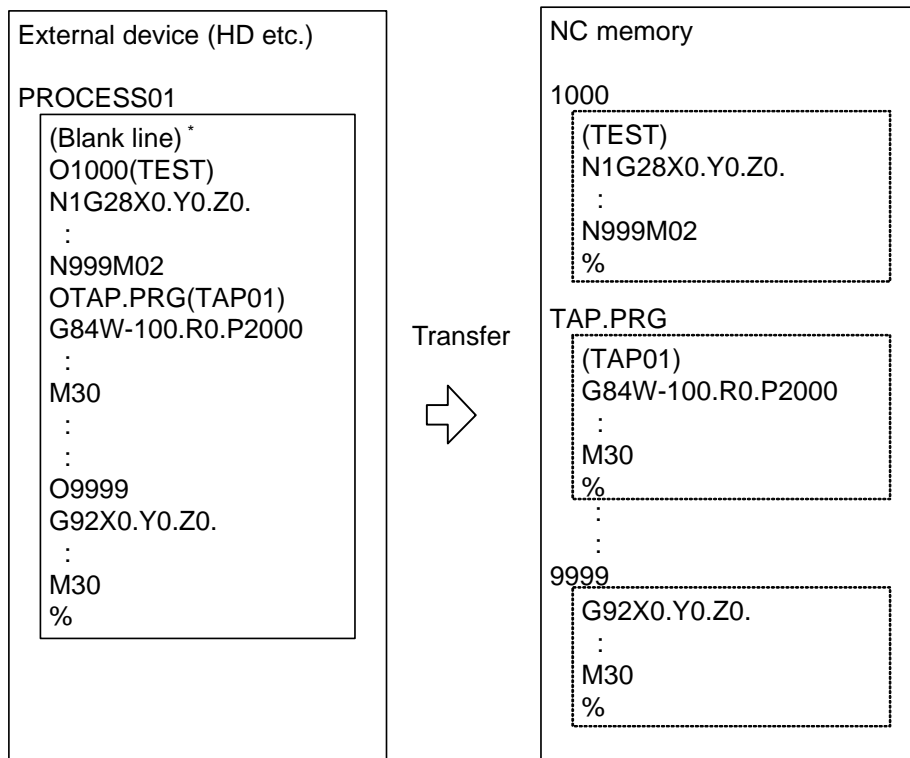 External device (HD etc.)
PROCESS01
(Blank line) *
O1000(TEST)
N1G28X0.Y0.Z0.
:
N999M02
OTAP.PRG(TAP01)
G84W-100.R0.P2000
:
M30
:
:
O9999
G92X0.Y0.Z0.
:
M30
%
Transfer
NC memory
1000
(TEST)
N1G28X0.Y0.Z0.
:
N999M02
%
TAP.PRG
(TAP01)
G84W-100.R0.P2000
:
M30
%
:
:
9999
G92X0.Y0.Z0.
:
M30
%